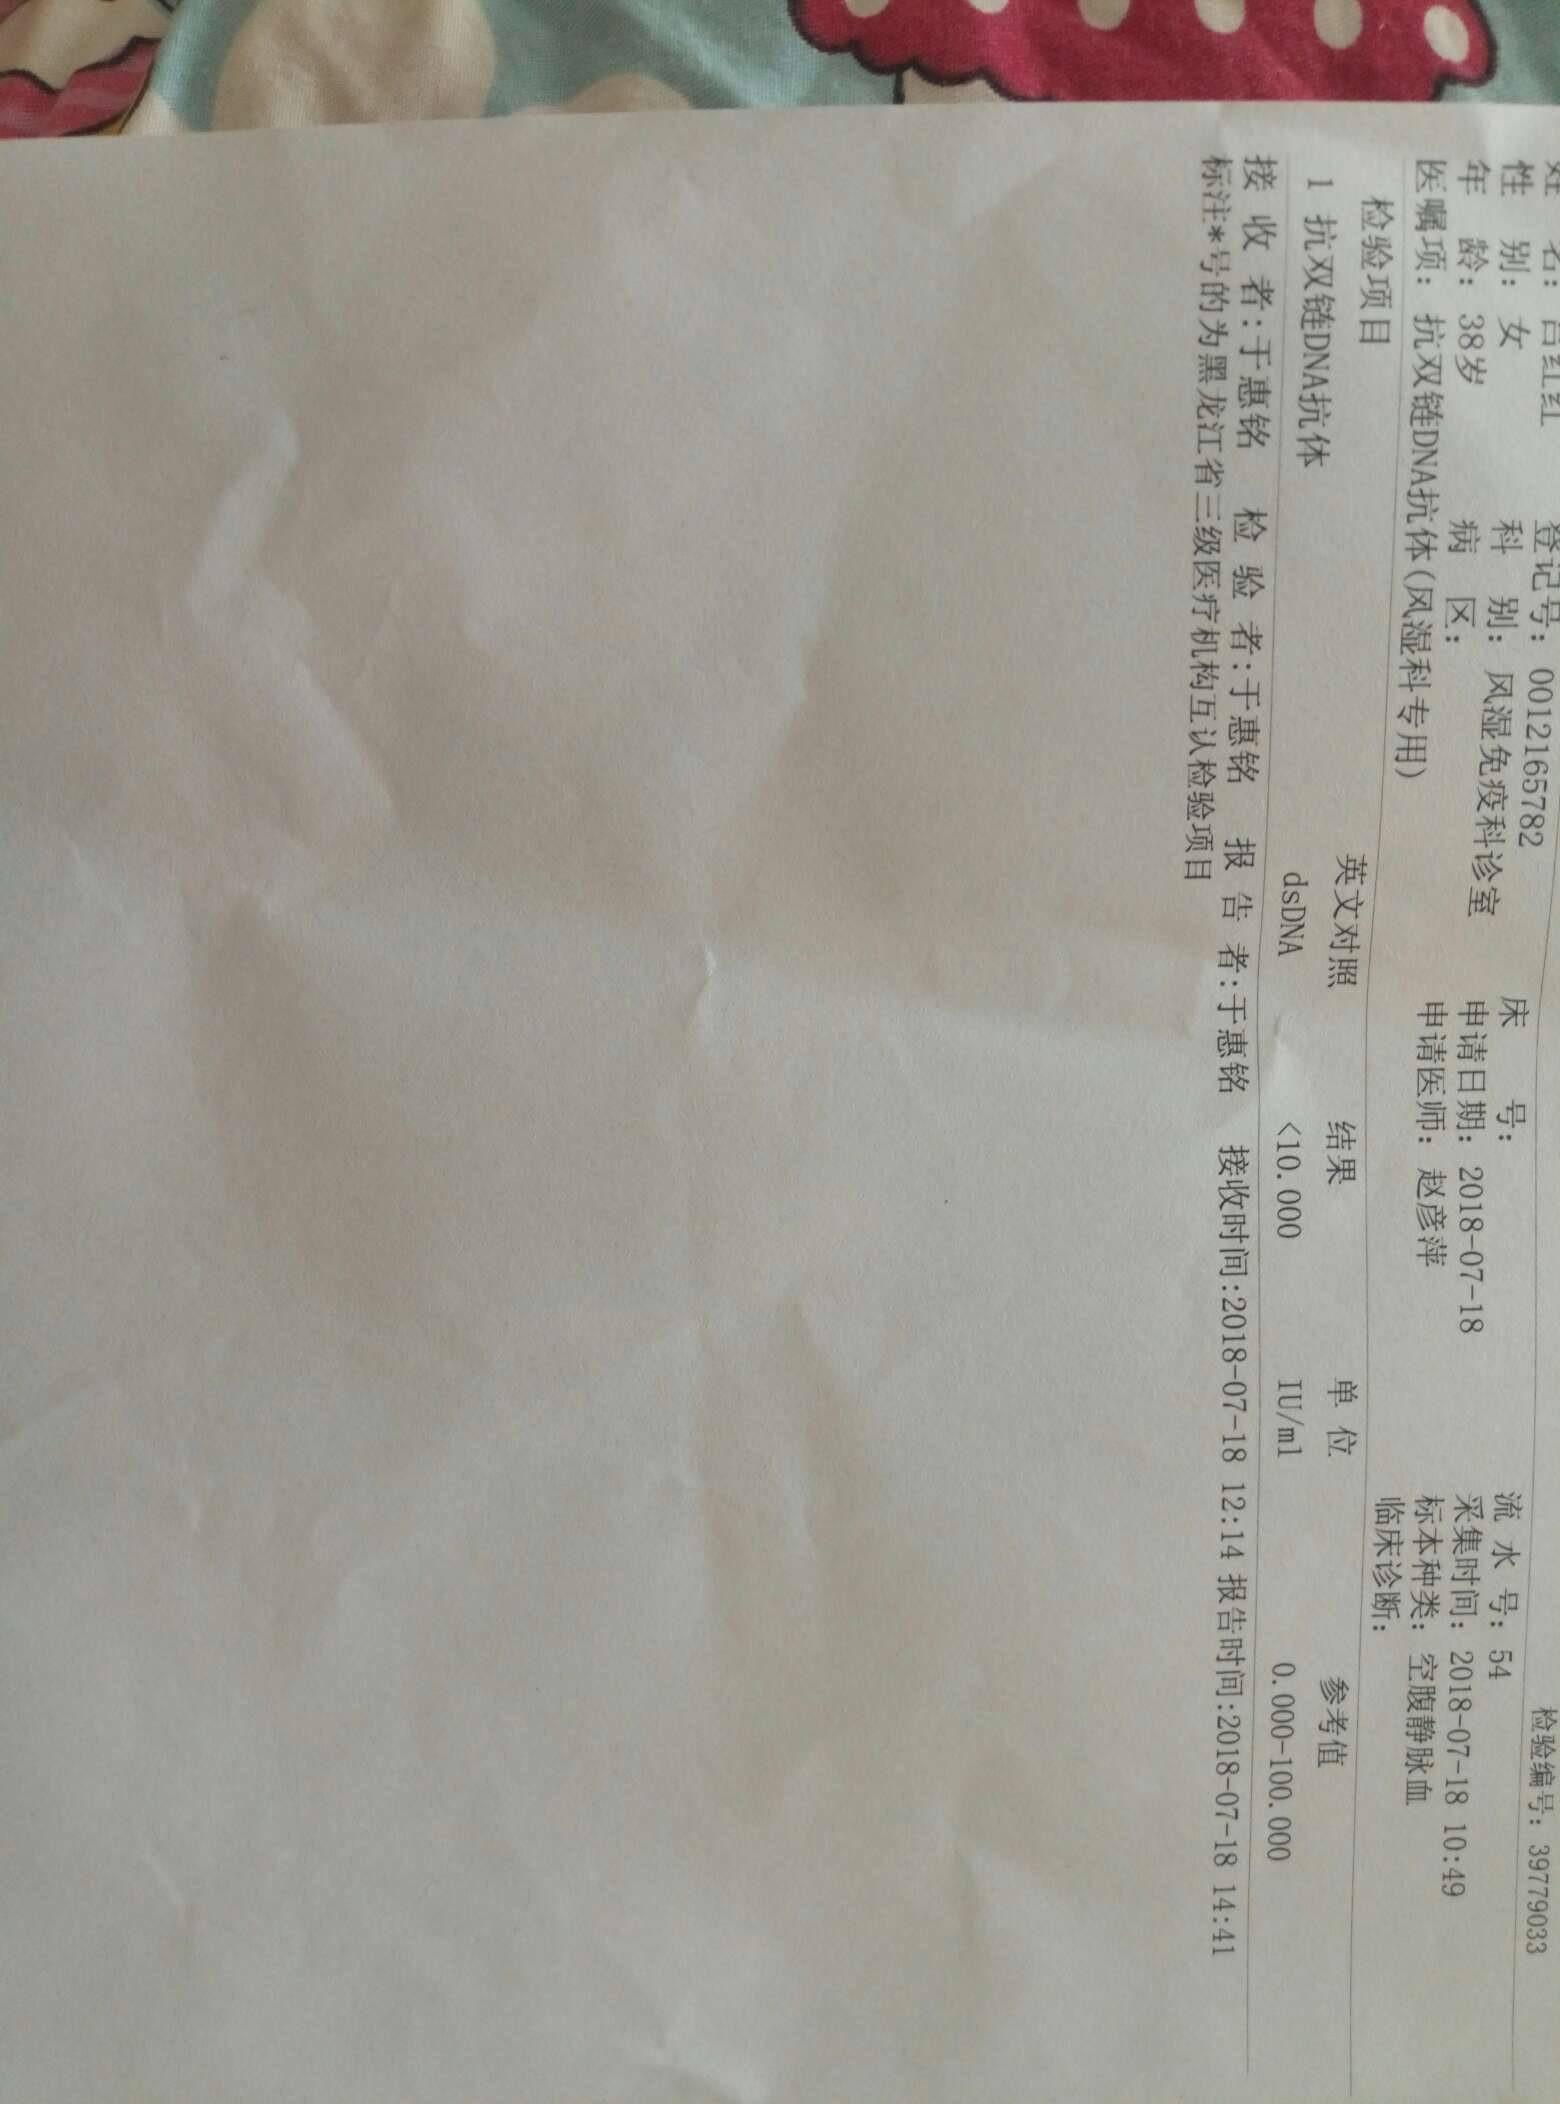 检验编号: 39779033
名: 红红 登记号: 0012165782
性 别: 女 科 别: 风湿免疫科诊室 床 号: 流 水 号: 54
年 龄: 38岁 病 区: 申请日期: 2018-07-18 采集时间: 2018-07-18 10:49
医嘱项: 抗双链DNA抗体(风湿科专用) 申请医师: 赵彦萍 标本种类: 空腹静脉血
临床诊断:
检验项目 英文对照 结果 单 位 参考值
1 抗双链DNA抗体 dsDNA <10.000 IU/ml 0.000-100.000
接 收 者:于惠铭 检 验 者:于惠铭 报 告 者:于惠铭 接收时间:2018-07-18 12:14 报告时间:2018-07-18 14:41
标注*号的为黑龙江省三级医疗机构互认检验项目